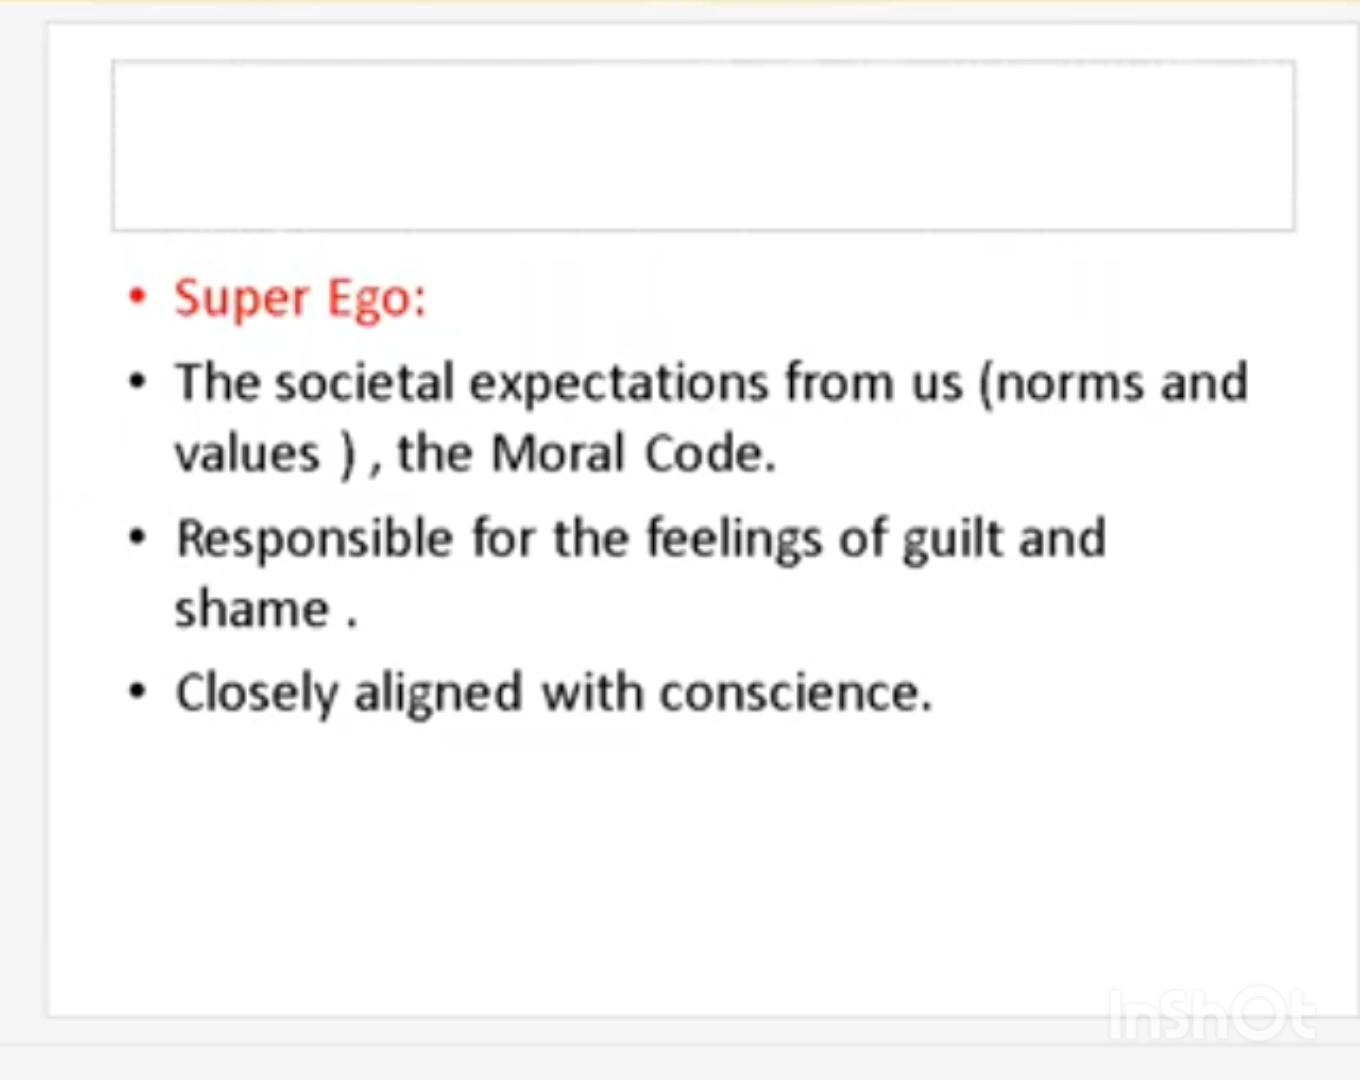 • Super Ego:
• The societal expectations from us (norms and
values ) , the Moral Code.
• Responsible for the feelings of guilt and
shame .
• Closely aligned with conscience.
InShOt